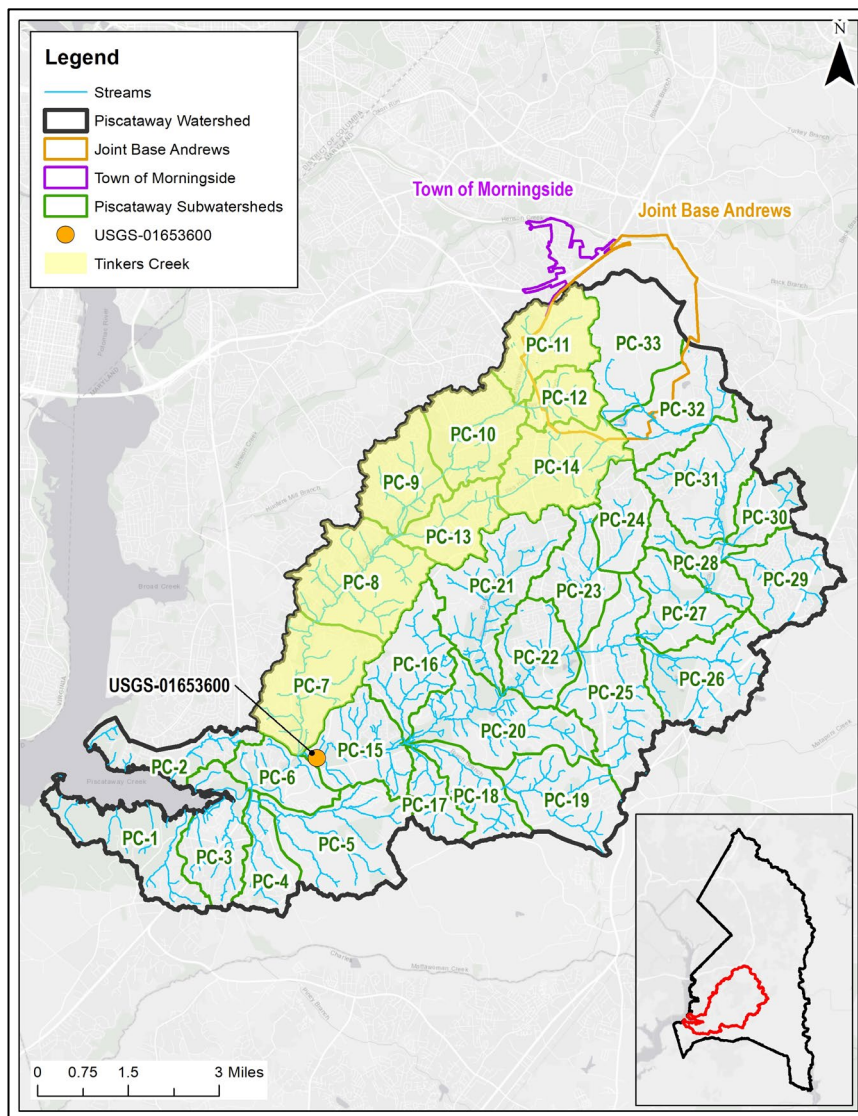 N
Legend
Streams
Piscataway Watershed
Joint Base Andrews
Town of Morningside
Piscataway Subwatersheds
USGS-01653600
Tinkers Creek
Town of Morningside
Joint Base Andrews
PC-11
PC-33
PC-12
PC-32
PC-10
PC-14
PC-9
PC-31
PC-13
PC-24
PC-30
PC-8
PC-21
PC-28
PC-23
PC-29
PC-27
Broad Creek
PC-16
PC-22
PC-7
PC-26
USGS-01653600
PC-25
PC-20
PC-15
PC-2
PC-6
Piscataway Creek
PC-17
PC-18
PC-19
PC-1
PC-3
PC-5
PC-4
0 0.75 1.5 3 Miles